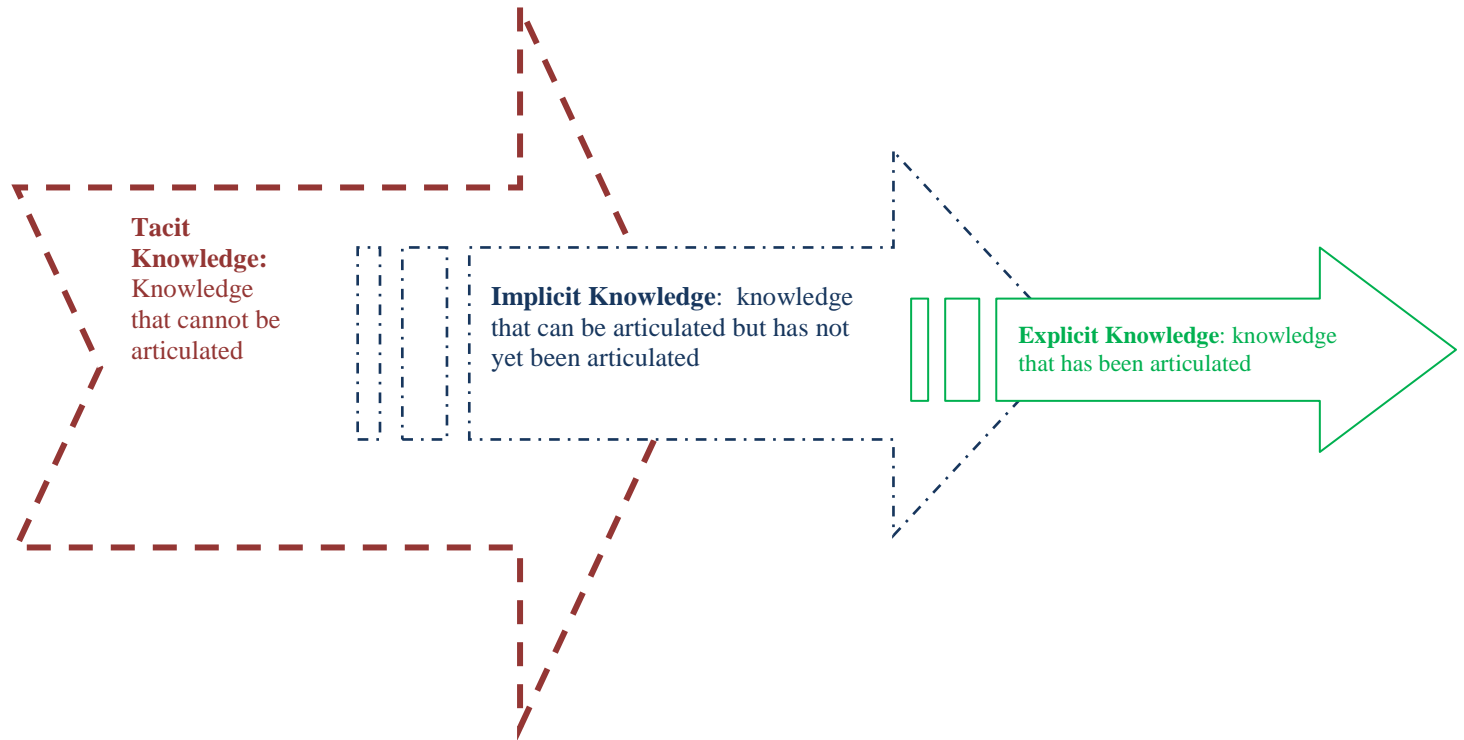 Tacit
Knowledge:
Knowledge
that cannot be
articulated
Implicit Knowledge:  knowledge
that can be articulated but has not
yet been articulated
Explicit Knowledge: knowledge
that has been articulated